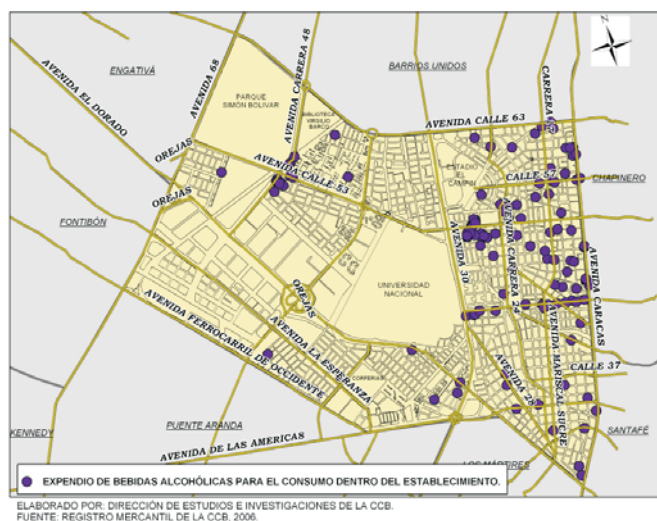 AVENIDA CARRERA 48
N
ENGATIVÁ
BARRIOS UNIDOS
AVENIDA 68
CARRERA
AVENIDA EL DORADO
PARQUE
SIMÓN BOLIVAR
BIBLIOTECA
VIRGILIO
BARCO
AVENIDA CALLE 63
OREJAS
AVENIDA CALLE 53
ESTADIO
EL
CAMPIN
CALLE 57
CHAPINERO
OREJAS
FONTIBÓN
AVENIDA 30
AVENIDA CARRERA 24
UNIVERSIDAD
NACIONAL
OREJAS
AVENIDA CARACAS
AVENIDA FERROCARRIL DE OCCIDENTE
AVENIDA LA ESPERANZA
AVENIDA MARISCAL SUCRE
CALLE 37
CORFERIAS
AVENIDA 28
PUENTE ARANDA
SANTAFÉ
KENNEDY
AVENIDA DE LAS AMERICAS
LOS MÁRTIRES
EXPENDIO DE BEBIDAS ALCOHÓLICAS PARA EL CONSUMO DENTRO DEL ESTABLECIMIENTO.
ELABORADO POR: DIRECCIÓN DE ESTUDIOS E INVESTIGACIONES DE LA CCB.
FUENTE: REGISTRO MERCANTIL DE LA CCB, 2006.